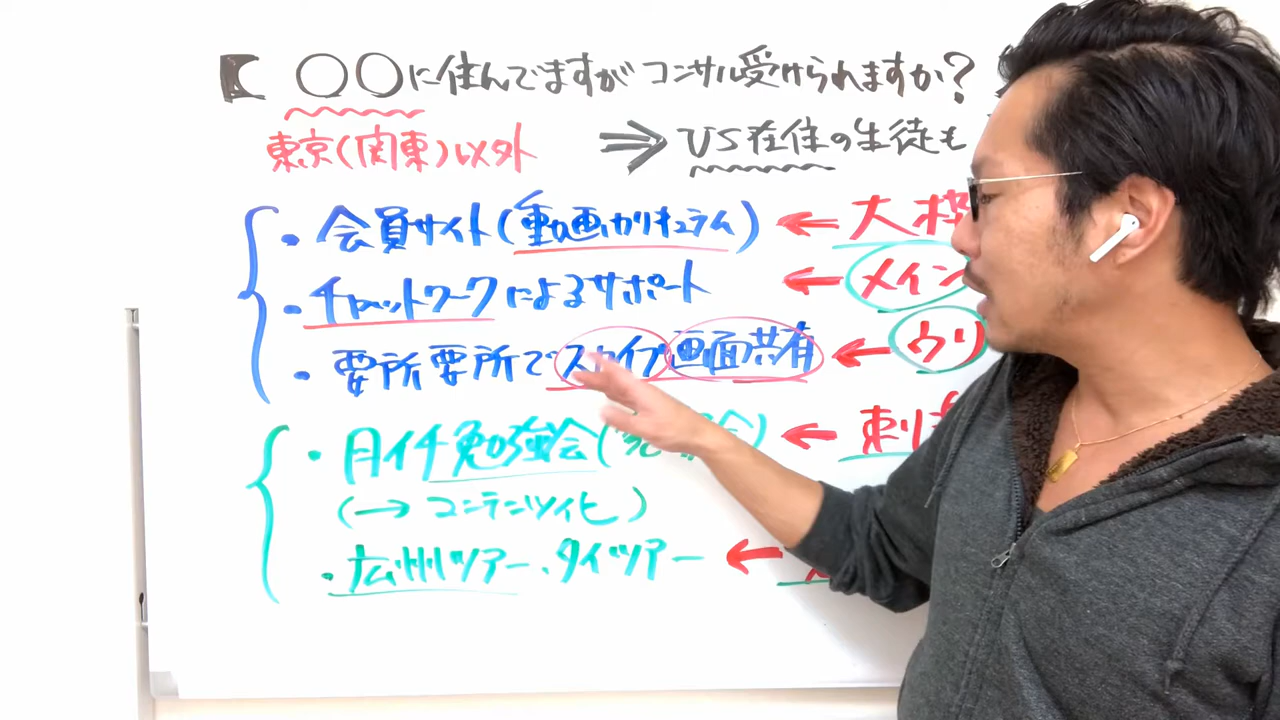 【〇〇に住んでますがコンサル受けられますか?
東京(関東)以外 ⇒ US在住の生徒も
・会員サイト(動画カリキュラム) ← 大枠
・チャットワークによるサポート ← メイン
・要所要所でスカイプ画面共有 ← ウリ
・月イチ勉強会( 会) ← 刺
(→コンテンツ化)
・広州ツアー、タイツアー ←